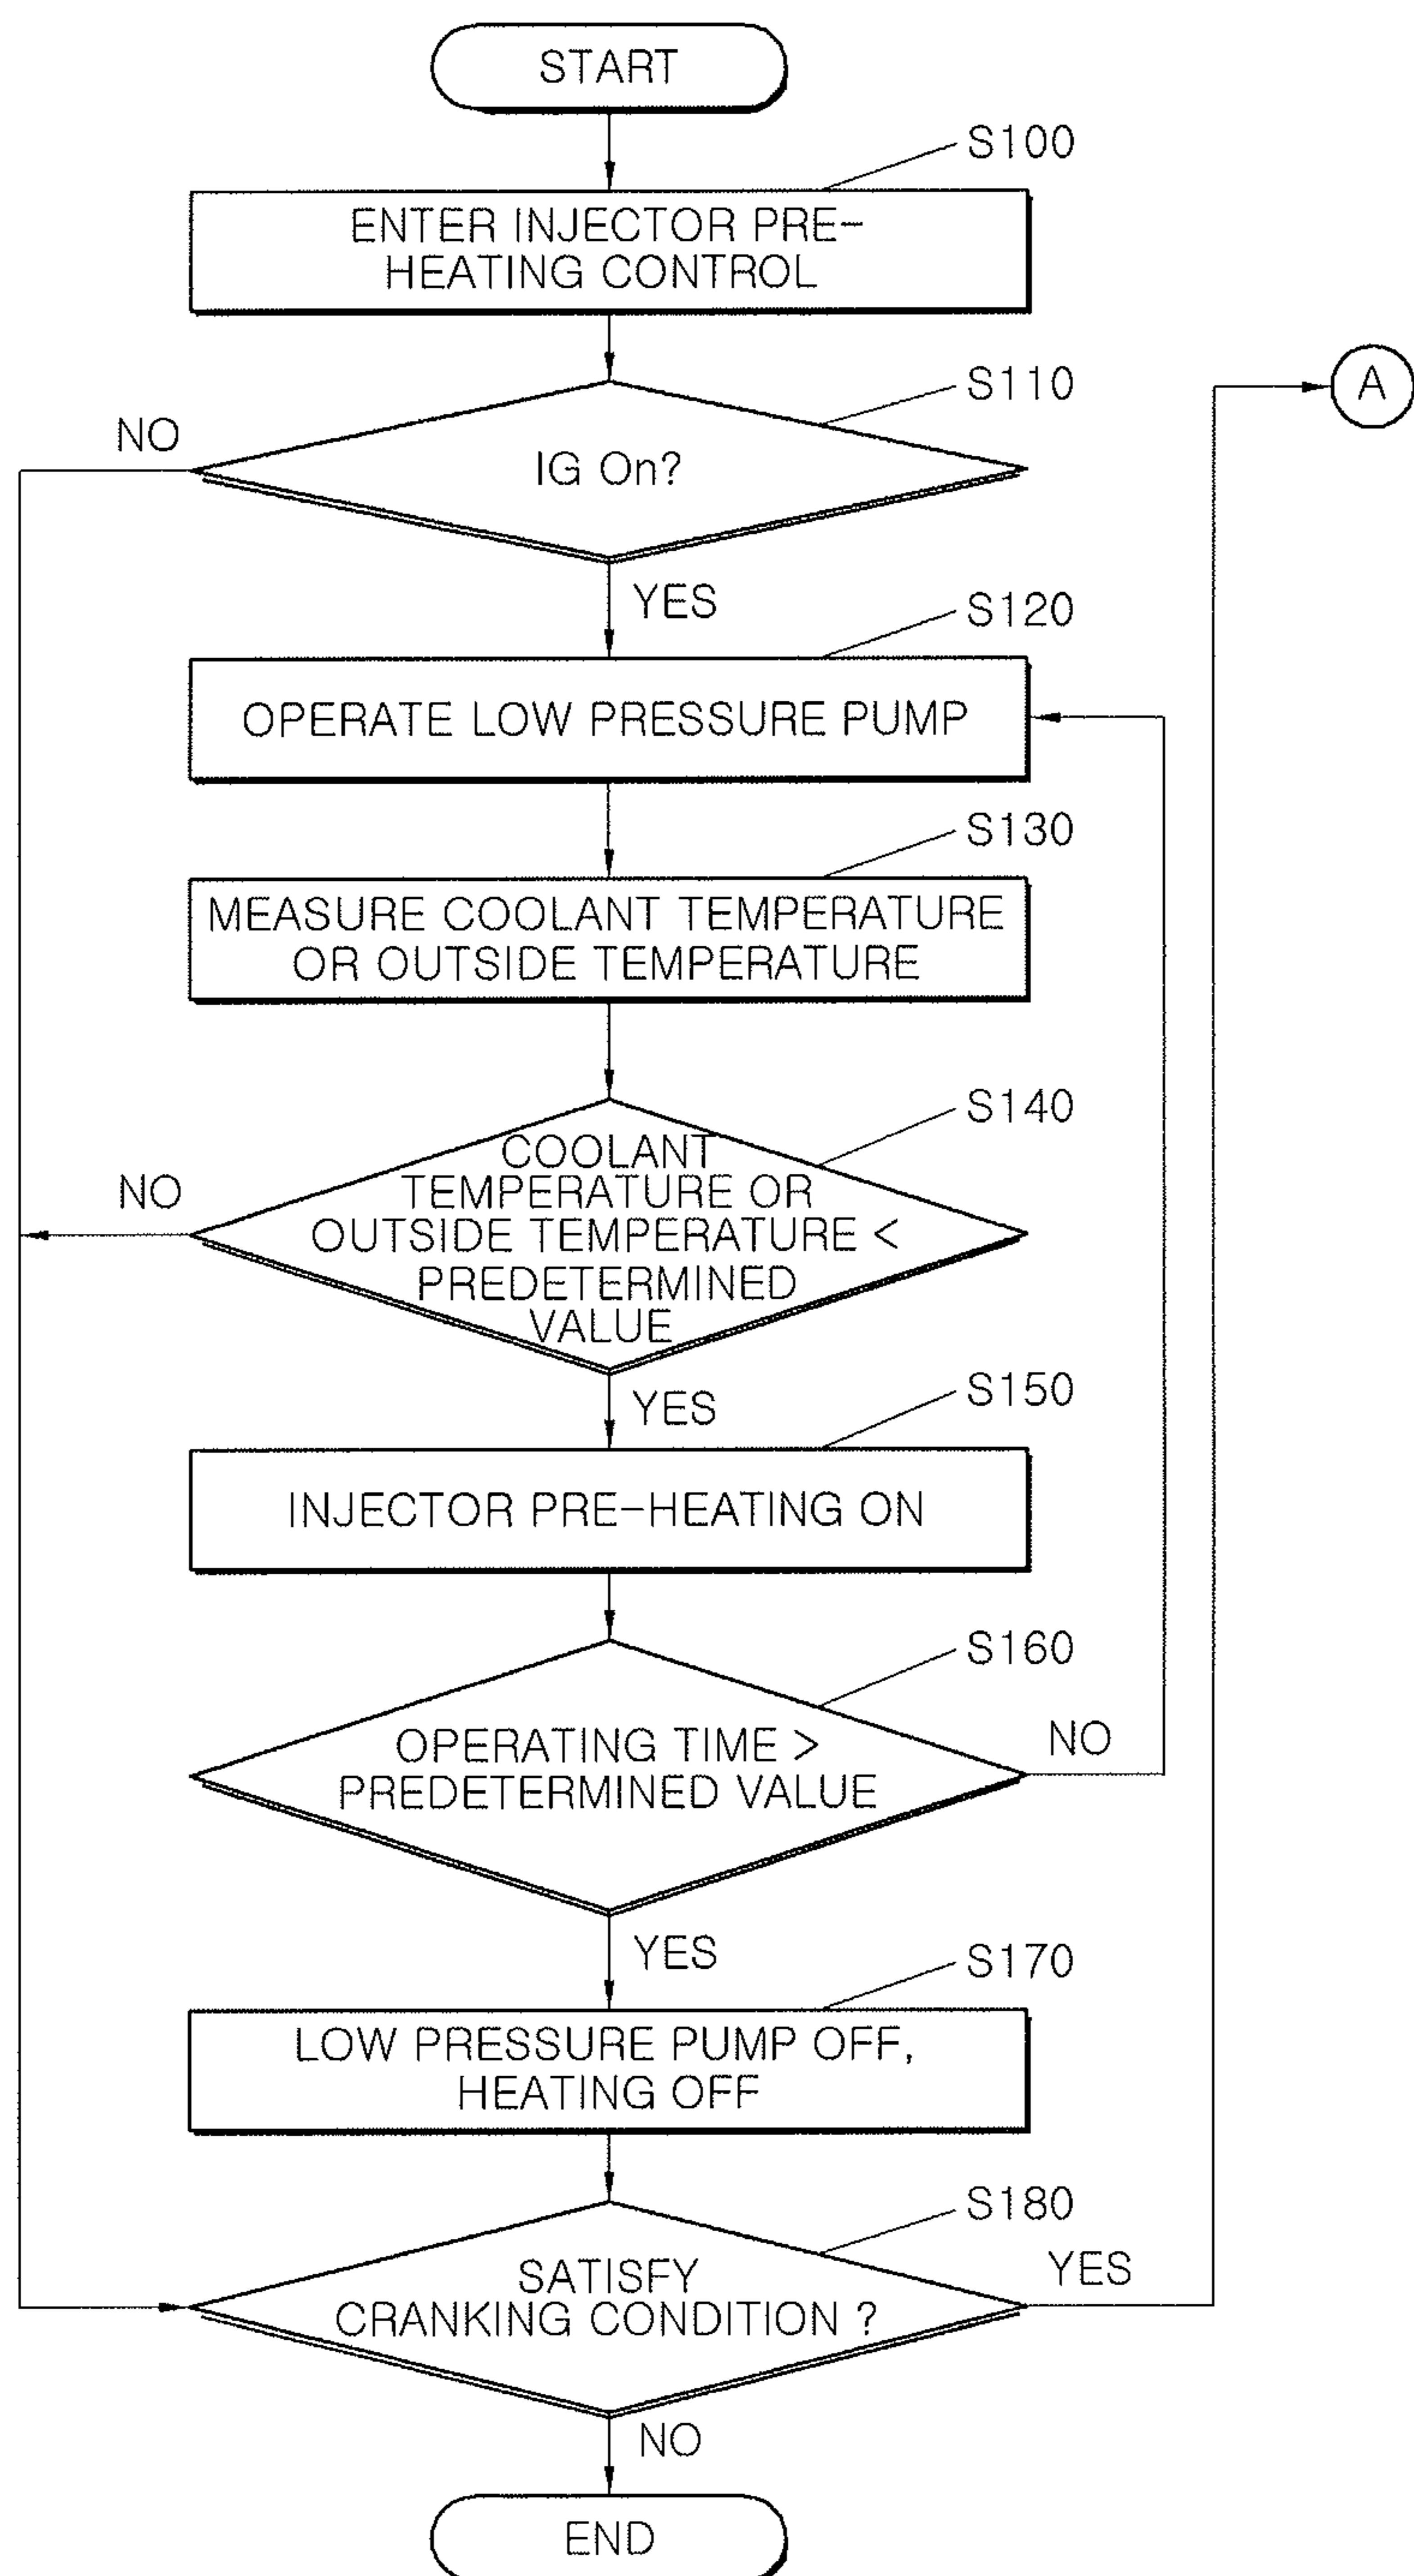 START
S100
ENTER INJECTOR PRE-
HEATING CONTROL
S110
A
NO
IG On?
YES
S120
OPERATE LOW PRESSURE PUMP
S130
MEASURE COOLANT TEMPERATURE
OR OUTSIDE TEMPERATURE
S140
NO
COOLANT
TEMPERATURE OR
OUTSIDE TEMPERATURE <
PREDETERMINED
VALUE
YES
S150
INJECTOR PRE-HEATING ON
S160
OPERATING TIME >
PREDETERMINED VALUE
NO
YES
S170
LOW PRESSURE PUMP OFF,
HEATING OFF
S180
SATISFY
CRANKING CONDITION ?
YES
NO
END